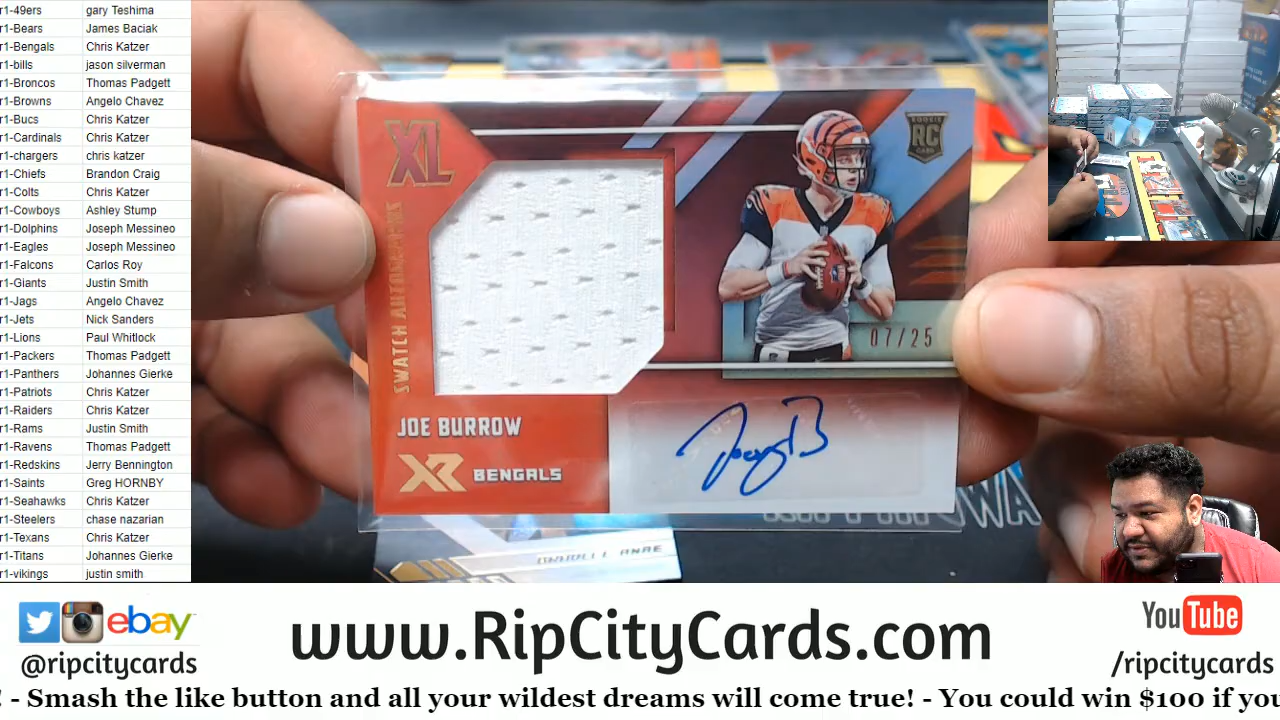 r1-49ers gary Teshima
r1-Bears James Baciak
r1-Bengals Chris Katzer
r1-bills jason silverman
r1-Broncos Thomas Padgett
r1-Browns Angelo Chavez
r1-Bucs Chris Katzer
r1-Cardinals Chris Katzer
r1-chargers chris katzer
r1-Chiefs Brandon Craig
r1-Colts Chris Katzer
r1-Cowboys Ashley Stump
r1-Dolphins Joseph Messineo
r1-Eagles Joseph Messineo
r1-Falcons Carlos Roy
r1-Giants Justin Smith
r1-Jags Angelo Chavez
r1-Jets Nick Sanders
r1-Lions Paul Whitlock
r1-Packers Thomas Padgett
r1-Panthers Johannes Gierke
r1-Patriots Chris Katzer
r1-Raiders Chris Katzer
r1-Rams Justin Smith
r1-Ravens Thomas Padgett
r1-Redskins Jerry Bennington
r1-Saints Greg HORNBY
r1-Seahawks Chris Katzer
r1-Steelers chase nazarian
r1-Texans Chris Katzer
r1-Titans Johannes Gierke
r1-vikings justin smith
XL
SWATCH AUTOGRAPHS
ROOKIE
RC
CARD
07/25
JOE BURROW
XR BENGALS
ebay
@ripcitycards
www.RipCityCards.com
YouTube
/ripcitycards
! - Smash the like button and all your wildest dreams will come true! - You could win $100 if you